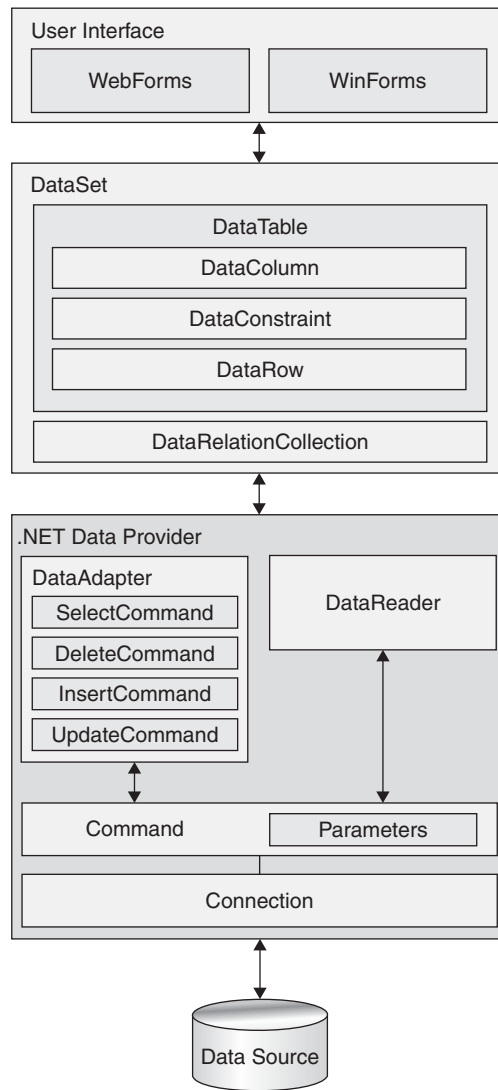 User Interface
WebForms
WinForms
DataSet
DataTable
DataColumn
DataConstraint
DataRow
DataRelationCollection
.NET Data Provider
DataAdapter
SelectCommand
DeleteCommand
InsertCommand
UpdateCommand
DataReader
Command
Parameters
Connection
Data Source